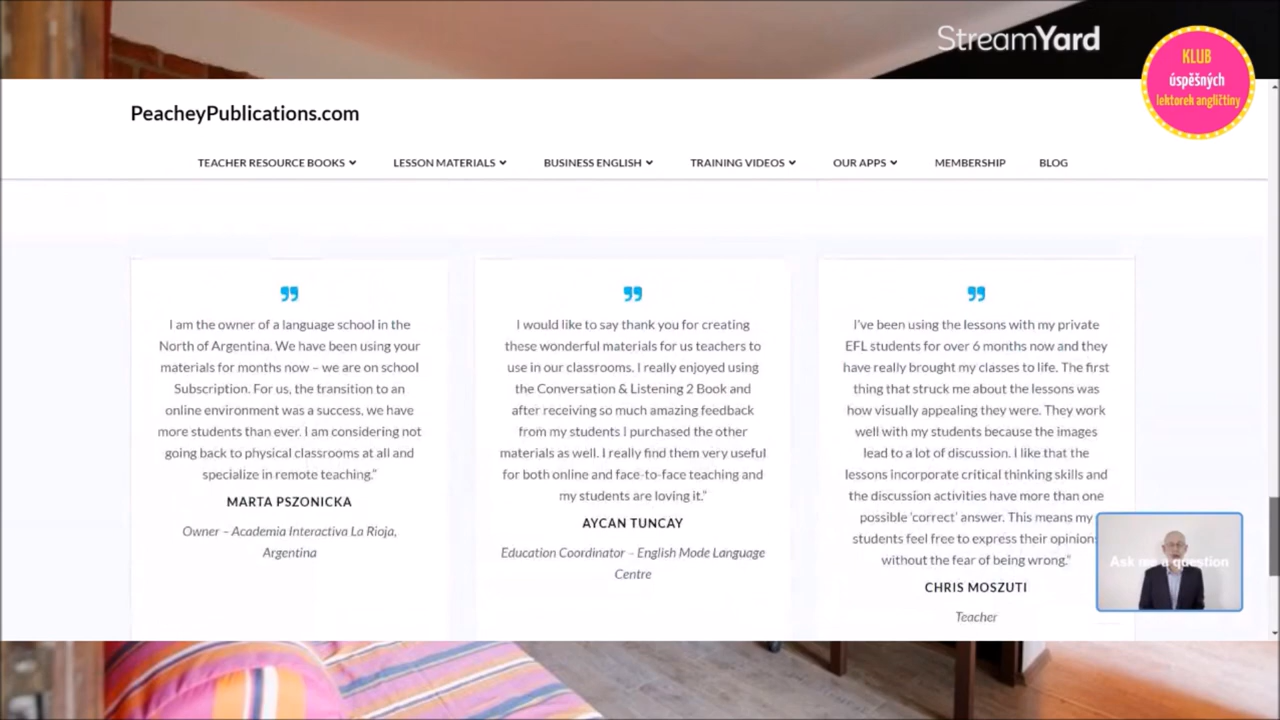 StreamYard
KLUB
úspěšných
lektorek angličtiny
PeacheyPublications.com
TEACHER RESOURCE BOOKS
LESSON MATERIALS
BUSINESS ENGLISH
TRAINING VIDEOS
OUR APPS
MEMBERSHIP
BLOG
I am the owner of a language school in the
North of Argentina. We have been using your
materials for months now – we are on school
Subscription. For us, the transition to an
online environment was a success, we have
more students than ever. I am considering not
going back to physical classrooms at all and
specialize in remote teaching.”
MARTA PSZONICKA
Owner – Academia Interactiva La Rioja,
Argentina
I would like to say thank you for creating
these wonderful materials for us teachers to
use in our classrooms. I really enjoyed using
the Conversation & Listening 2 Book and
after receiving so much amazing feedback
from my students I purchased the other
materials as well. I really find them very useful
for both online and face-to-face teaching and
my students are loving it.”
AYCAN TUNCAY
Education Coordinator – English Mode Language
Centre
I’ve been using the lessons with my private
EFL students for over 6 months now and they
have really brought my classes to life. The first
thing that struck me about the lessons was
how visually appealing they were. They work
well with my students because the images
lead to a lot of discussion. I like that the
lessons incorporate critical thinking skills and
the discussion activities have more than one
possible ‘correct’ answer. This means my
students feel free to express their opinions
without the fear of being wrong.”
CHRIS MOSZUTI
Teacher
Ask me a question